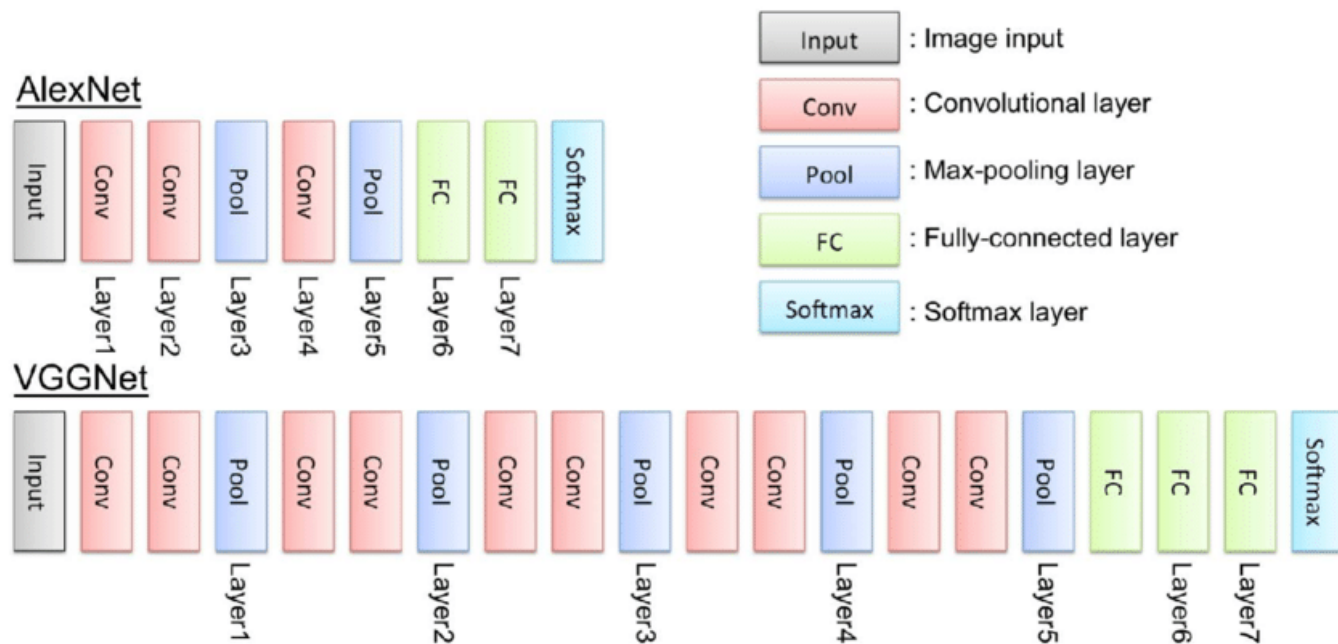 AlexNet
Input Conv Conv Pool Conv Pool FC FC Softmax
Layer1 Layer2 Layer3 Layer4 Layer5 Layer6 Layer7
Input : Image input
Conv : Convolutional layer
Pool : Max-pooling layer
FC : Fully-connected layer
Softmax : Softmax layer
VGGNet
Input Conv Conv Pool Conv Conv Pool Conv Conv Pool Conv Conv Pool Conv Conv Pool FC FC FC Softmax
Layer1 Layer2 Layer3 Layer4 Layer5 Layer6 Layer7